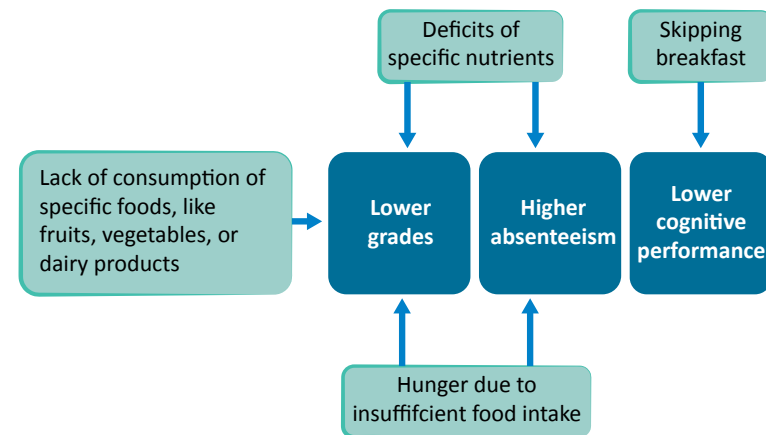 Deficits of
specific nutrients
Skipping
breakfast
Lack of consumption of
specific foods, like
fruits, vegetables, or
dairy products
Lower
grades
Higher
absenteeism
Lower
cognitive
performance
Hunger due to
insuffifcient food intake